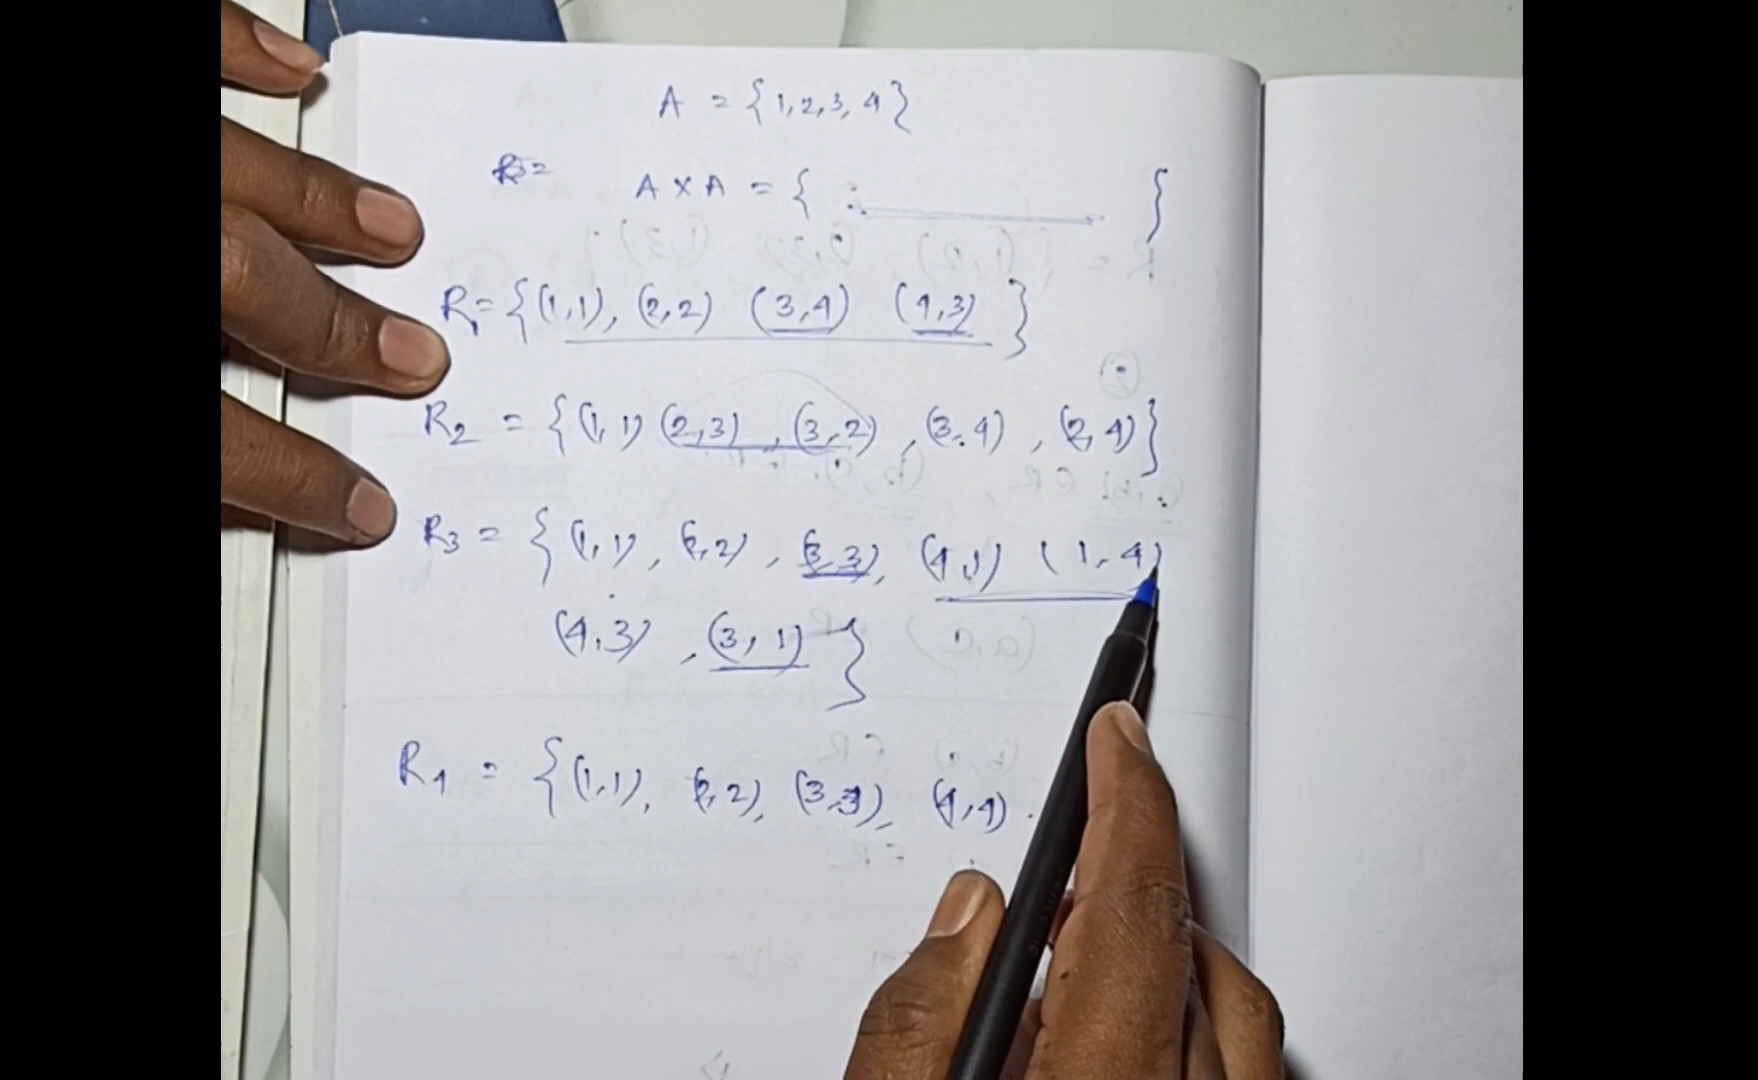 A = {1,2,3,4}
R=
A × A = { }
R₁= {(1,1), (2,2) (3,4) (4,3) }
R₂ = {(1,1) (2,3) , (3,2) , (3,4) , (2,4)}
R₃ = { (1,1) , (2,2) , (3,3), (4,1) (1,4)
(4,3) , (3,1) }
R₄ = {(1,1), (2,2), (3,3), (4,4).